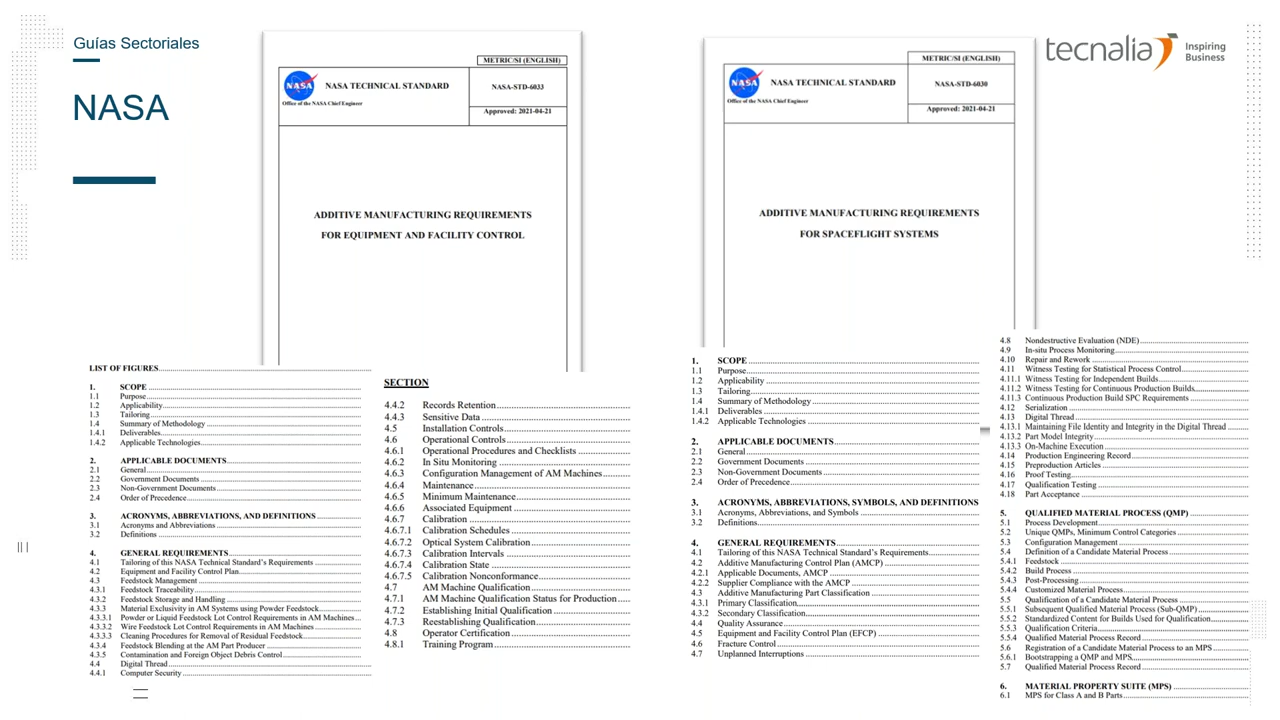 Guías Sectoriales
NASA
tecnalia Inspiring Business
METRIC/SI (ENGLISH)
NASA
NASA TECHNICAL STANDARD
Office of the NASA Chief Engineer
NASA-STD-6033
Approved: 2021-04-21
ADDITIVE MANUFACTURING REQUIREMENTS
FOR EQUIPMENT AND FACILITY CONTROL
LIST OF FIGURES
1. SCOPE
1.1 Purpose
1.2 Applicability
1.3 Tailoring
1.4 Summary of Methodology
1.4.1 Deliverables
1.4.2 Applicable Technologies
2. APPLICABLE DOCUMENTS
2.1 General
2.2 Government Documents
2.3 Non-Government Documents
2.4 Order of Precedence
3. ACRONYMS, ABBREVIATIONS, AND DEFINITIONS
3.1 Acronyms and Abbreviations
3.2 Definitions
4. GENERAL REQUIREMENTS
4.1 Tailoring of this NASA Technical Standard's Requirements
4.2 Equipment and Facility Control Plan
4.3 Feedstock Management
4.3.1 Feedstock Traceability
4.3.2 Feedstock Storage and Handling
4.3.3 Material Exclusivity in AM Systems using Powder Feedstock
4.3.3.1 Powder or Liquid Feedstock Lot Control Requirements in AM Machines
4.3.3.2 Wire Feedstock Lot Control Requirements in AM Machines
4.3.3.3 Cleaning Procedures for Removal of Residual Feedstock
4.3.4 Feedstock Blending at the AM Part Producer
4.3.5 Contamination and Foreign Object Debris Control
4.4 Digital Thread
4.4.1 Computer Security
SECTION
4.4.2 Records Retention
4.4.3 Sensitive Data
4.5 Installation Controls
4.6 Operational Controls
4.6.1 Operational Procedures and Checklists
4.6.2 In Situ Monitoring
4.6.3 Configuration Management of AM Machines
4.6.4 Maintenance
4.6.5 Minimum Maintenance
4.6.6 Associated Equipment
4.6.7 Calibration
4.6.7.1 Calibration Schedules
4.6.7.2 Optical System Calibration
4.6.7.3 Calibration Intervals
4.6.7.4 Calibration State
4.6.7.5 Calibration Nonconformance
4.7 AM Machine Qualification
4.7.1 AM Machine Qualification Status for Production
4.7.2 Establishing Initial Qualification
4.7.3 Reestablishing Qualification
4.8 Operator Certification
4.8.1 Training Program
METRIC/SI (ENGLISH)
NASA
NASA TECHNICAL STANDARD
Office of the NASA Chief Engineer
NASA-STD-6030
Approved: 2021-04-21
ADDITIVE MANUFACTURING REQUIREMENTS
FOR SPACEFLIGHT SYSTEMS
1. SCOPE
1.1 Purpose
1.2 Applicability
1.3 Tailoring
1.4 Summary of Methodology
1.4.1 Deliverables
1.4.2 Applicable Technologies
2. APPLICABLE DOCUMENTS
2.1 General
2.2 Government Documents
2.3 Non-Government Documents
2.4 Order of Precedence
3. ACRONYMS, ABBREVIATIONS, SYMBOLS, AND DEFINITIONS
3.1 Acronyms, Abbreviations, and Symbols
3.2 Definitions
4. GENERAL REQUIREMENTS
4.1 Tailoring of this NASA Technical Standard's Requirements
4.2 Additive Manufacturing Control Plan (AMCP)
4.2.1 Applicable Documents, AMCP
4.2.2 Supplier Compliance with the AMCP
4.3 Additive Manufacturing Part Classification
4.3.1 Primary Classification
4.3.2 Secondary Classification
4.4 Quality Assurance
4.5 Equipment and Facility Control Plan (EFCP)
4.6 Fracture Control
4.7 Unplanned Interruptions
4.8 Nondestructive Evaluation (NDE)
4.9 In-situ Process Monitoring
4.10 Repair and Rework
4.11 Witness Testing for Statistical Process Control
4.11.1 Witness Testing for Independent Builds
4.11.2 Witness Testing for Continuous Production Builds
4.11.3 Continuous Production Build SPC Requirements
4.12 Serialization
4.13 Digital Thread
4.13.1 Maintaining File Identity and Integrity in the Digital Thread
4.13.2 Part Model Integrity
4.13.3 On-Machine Execution
4.14 Production Engineering Record
4.15 Preproduction Articles
4.16 Proof Testing
4.17 Qualification Testing
4.18 Part Acceptance
5. QUALIFIED MATERIAL PROCESS (QMP)
5.1 Process Development
5.2 Unique QMPs, Minimum Control Categories
5.3 Configuration Management
5.4 Definition of a Candidate Material Process
5.4.1 Feedstock
5.4.2 Build Process
5.4.3 Post-Processing
5.4.4 Customized Material Process
5.5 Qualification of a Candidate Material Process
5.5.1 Subsequent Qualified Material Process (Sub-QMP)
5.5.2 Standardized Content for Builds Used for Qualification
5.5.3 Qualification Criteria
5.5.4 Qualified Material Process Record
5.6 Registration of a Candidate Material Process to an MPS
5.6.1 Bootstrapping a QMP and MPS
5.7 Qualified Material Process Record
6. MATERIAL PROPERTY SUITE (MPS)
6.1 MPS for Class A and B Parts